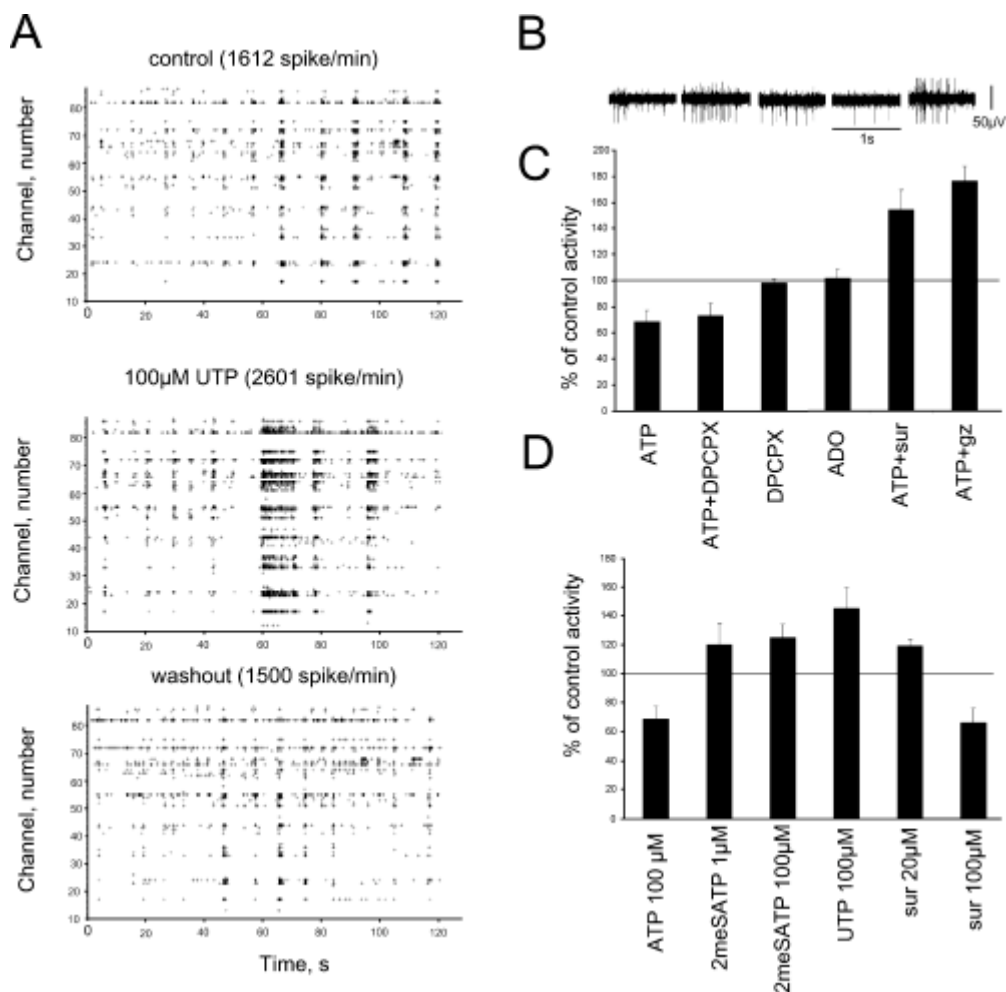 A
control (1612 spike/min)
Channel, number
80
70
60
50
40
30
20
10
0 20 40 60 80 100 120
100µM UTP (2601 spike/min)
Channel, number
80
70
60
50
40
30
20
10
0 20 40 60 80 100 120
washout (1500 spike/min)
Channel, number
80
70
60
50
40
30
20
10
0 20 40 60 80 100 120
Time, s
B
50µV
1s
C
% of control activity
200
180
160
140
120
100
80
60
40
20
0
ATP
ATP+DPCPX
DPCPX
ADO
ATP+sur
ATP+gz
D
% of control activity
180
160
140
120
100
80
60
40
20
0
ATP 100 µM
2meSATP 1µM
2meSATP 100µM
UTP 100µM
sur 20µM
sur 100µM